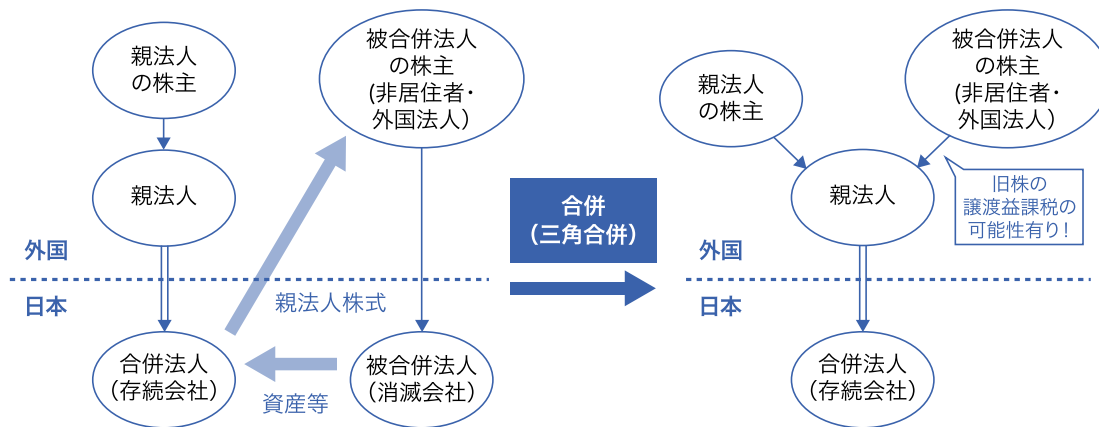 親法人
の株主
被合併法人
の株主
(非居住者・
外国法人)
親法人
外国
日本
親法人株式
合併法人
(存続会社)
資産等
被合併法人
(消滅会社)
合併
(三角合併)
親法人
の株主
被合併法人
の株主
(非居住者・
外国法人)
親法人
旧株の
譲渡益課税の
可能性有り！
外国
日本
合併法人
(存続会社)